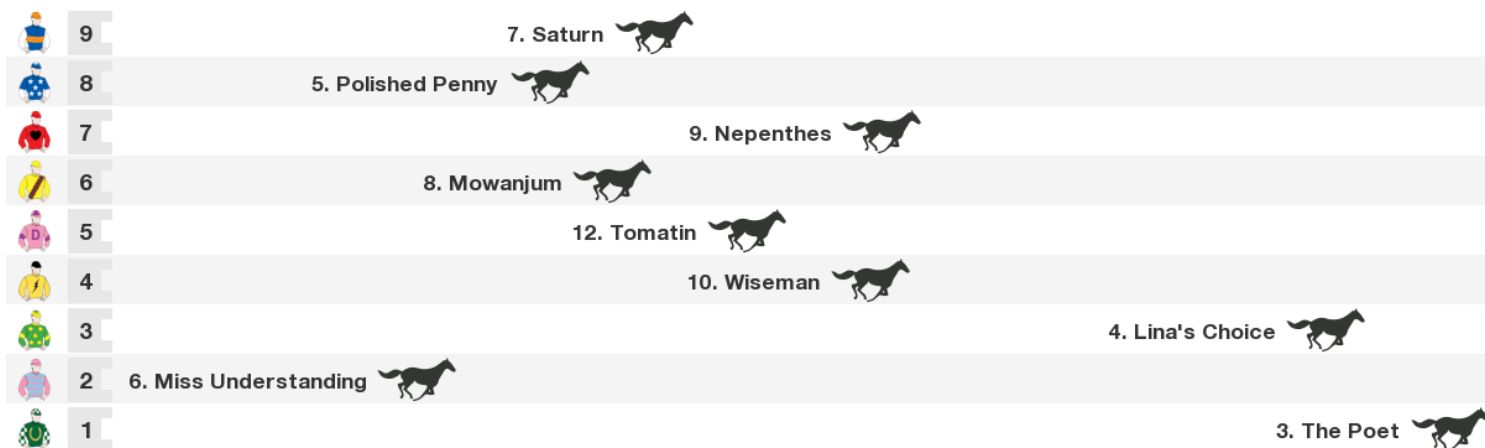 9 7. Saturn
8 5. Polished Penny
7 9. Nepenthes
6 8. Mowanjum
D 5 12. Tomatin
4 10. Wiseman
3 4. Lina's Choice
2 6. Miss Understanding
1 3. The Poet